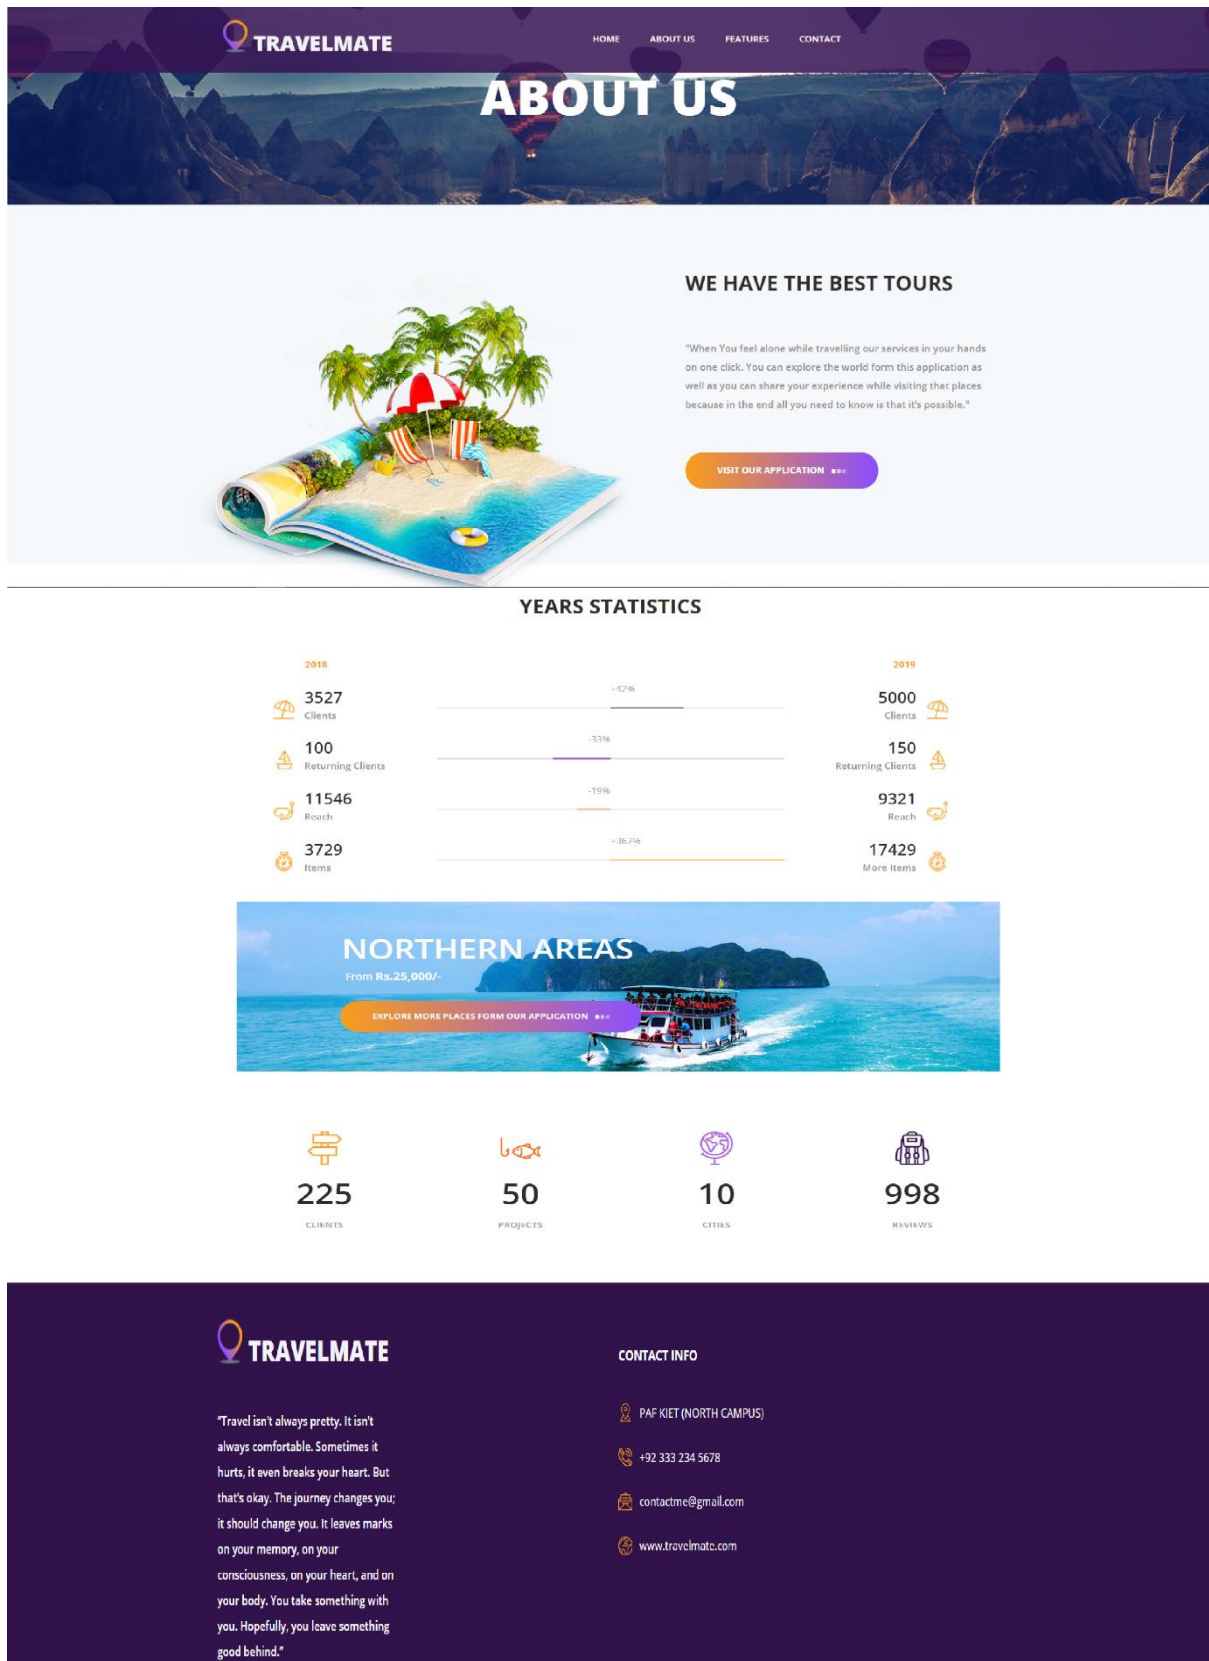 TRAVELMATE
HOME ABOUT US FEATURES CONTACT
ABOUT US
WE HAVE THE BEST TOURS
"When You feel alone while travelling our services in your hands
on one click. You can explore the world form this application as
well as you can share your experience while visiting that places
because in the end all you need to know is that it's possible."
VISIT OUR APPLICATION
YEARS STATISTICS
2018 2019
+42%
3527 5000
Clients Clients
-33%
100 150
Returning Clients Returning Clients
-19%
11546 9321
Reach Reach
+367%
3729 17429
Items More Items
NORTHERN AREAS
From Rs.25,000/-
EXPLORE MORE PLACES FORM OUR APPLICATION
225 50 10 998
CLIENTS PROJECTS CITIES REVIEWS
TRAVELMATE
CONTACT INFO
PAF KIET (NORTH CAMPUS)
+92 333 234 5678
contactme@gmail.com
www.travelmate.com
"Travel isn't always pretty. It isn't
always comfortable. Sometimes it
hurts, it even breaks your heart. But
that's okay. The journey changes you;
it should change you. It leaves marks
on your memory, on your
consciousness, on your heart, and on
your body. You take something with
you. Hopefully, you leave something
good behind."